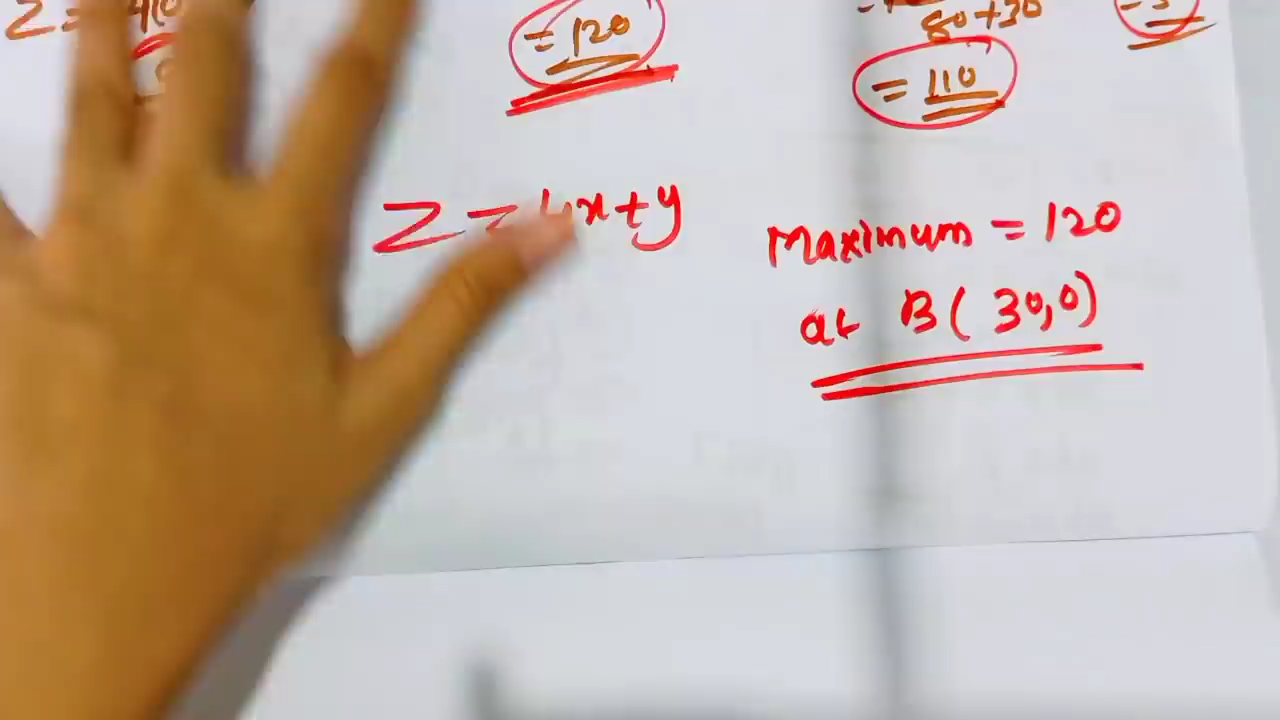 80+30
= 120
= 110
Z = 4x+y
Maximum = 120
at B(30,0)